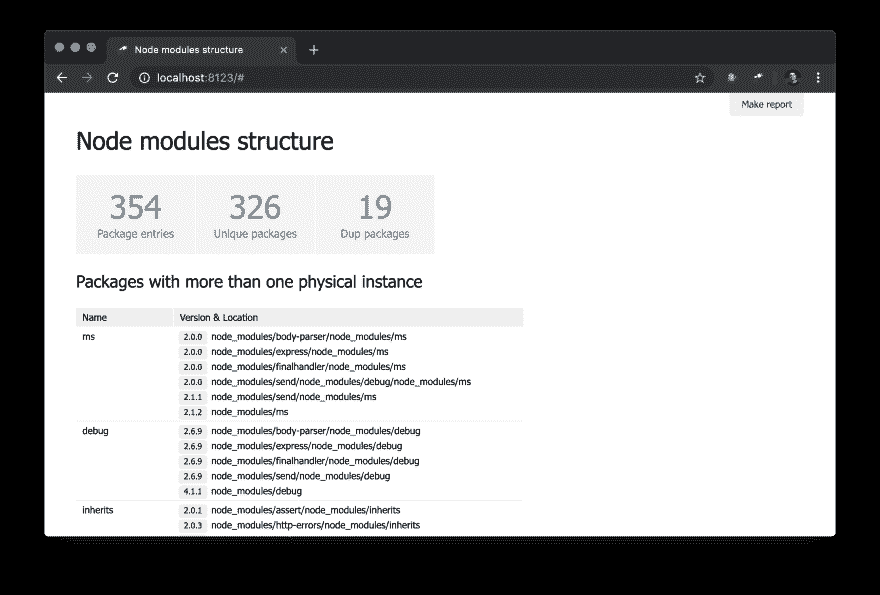 Node modules structure
localhost:8123/#
Make report
Node modules structure
354 326 19
Package entries Unique packages Dup packages
Packages with more than one physical instance
Name Version & Location
ms 2.0.0 node_modules/body-parser/node_modules/ms
2.0.0 node_modules/express/node_modules/ms
2.0.0 node_modules/finalhandler/node_modules/ms
2.0.0 node_modules/send/node_modules/debug/node_modules/ms
2.1.1 node_modules/send/node_modules/ms
2.1.2 node_modules/ms
debug 2.6.9 node_modules/body-parser/node_modules/debug
2.6.9 node_modules/express/node_modules/debug
2.6.9 node_modules/finalhandler/node_modules/debug
2.6.9 node_modules/send/node_modules/debug
4.1.1 node_modules/debug
inherits 2.0.1 node_modules/assert/node_modules/inherits
2.0.3 node_modules/http-errors/node_modules/inherits